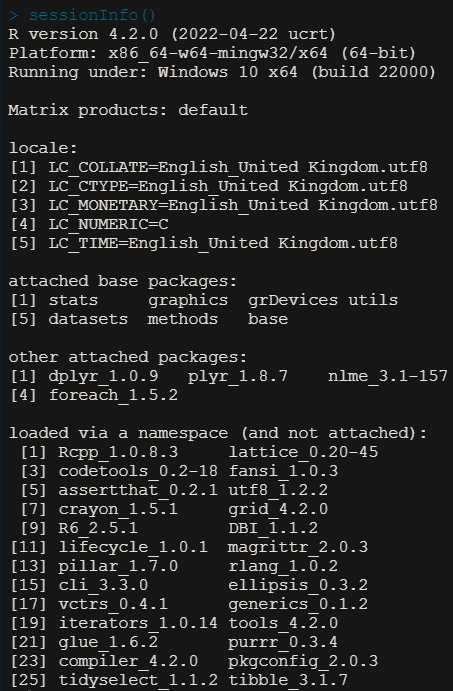 > sessionInfo()
R version 4.2.0 (2022-04-22 ucrt)
Platform: x86_64-w64-mingw32/x64 (64-bit)
Running under: Windows 10 x64 (build 22000)

Matrix products: default

locale:
[1] LC_COLLATE=English_United Kingdom.utf8
[2] LC_CTYPE=English_United Kingdom.utf8
[3] LC_MONETARY=English_United Kingdom.utf8
[4] LC_NUMERIC=C
[5] LC_TIME=English_United Kingdom.utf8

attached base packages:
[1] stats     graphics  grDevices utils
[5] datasets  methods   base

other attached packages:
[1] dplyr_1.0.9   plyr_1.8.7    nlme_3.1-157
[4] foreach_1.5.2

loaded via a namespace (and not attached):
 [1] Rcpp_1.0.8.3     lattice_0.20-45
 [3] codetools_0.2-18 fansi_1.0.3
 [5] assertthat_0.2.1 utf8_1.2.2
 [7] crayon_1.5.1     grid_4.2.0
 [9] R6_2.5.1         DBI_1.1.2
[11] lifecycle_1.0.1  magrittr_2.0.3
[13] pillar_1.7.0     rlang_1.0.2
[15] cli_3.3.0        ellipsis_0.3.2
[17] vctrs_0.4.1      generics_0.1.2
[19] iterators_1.0.14 tools_4.2.0
[21] glue_1.6.2       purrr_0.3.4
[23] compiler_4.2.0   pkgconfig_2.0.3
[25] tidyselect_1.1.2 tibble_3.1.7